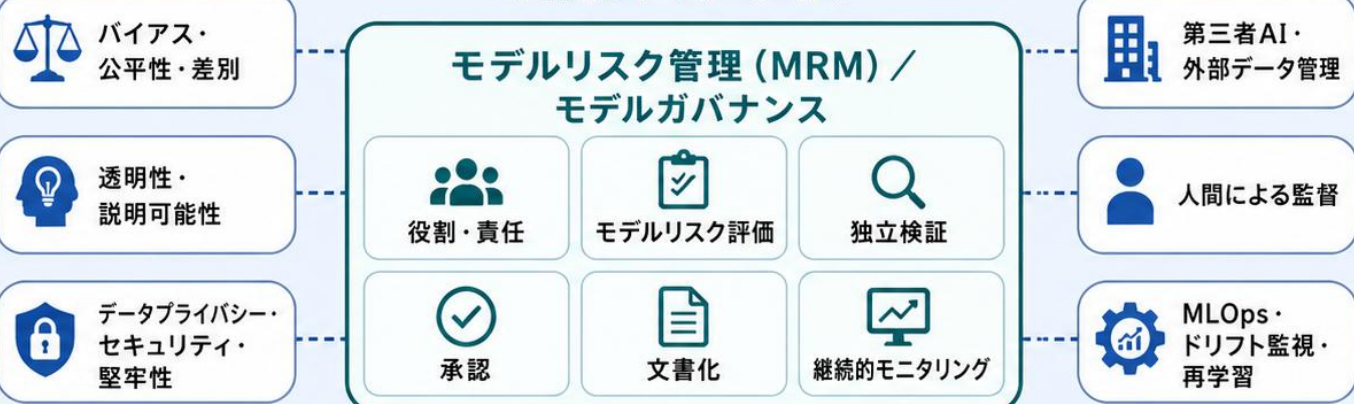 バイアス・
公平性・差別
透明性・
説明可能性
データプライバシー・
セキュリティ・
堅牢性
モデルリスク管理（MRM）／
モデルガバナンス
役割・責任
モデルリスク評価
独立検証
承認
文書化
継続的モニタリング
第三者AI・
外部データ管理
人間による監督
MLOps・
ドリフト監視・
再学習